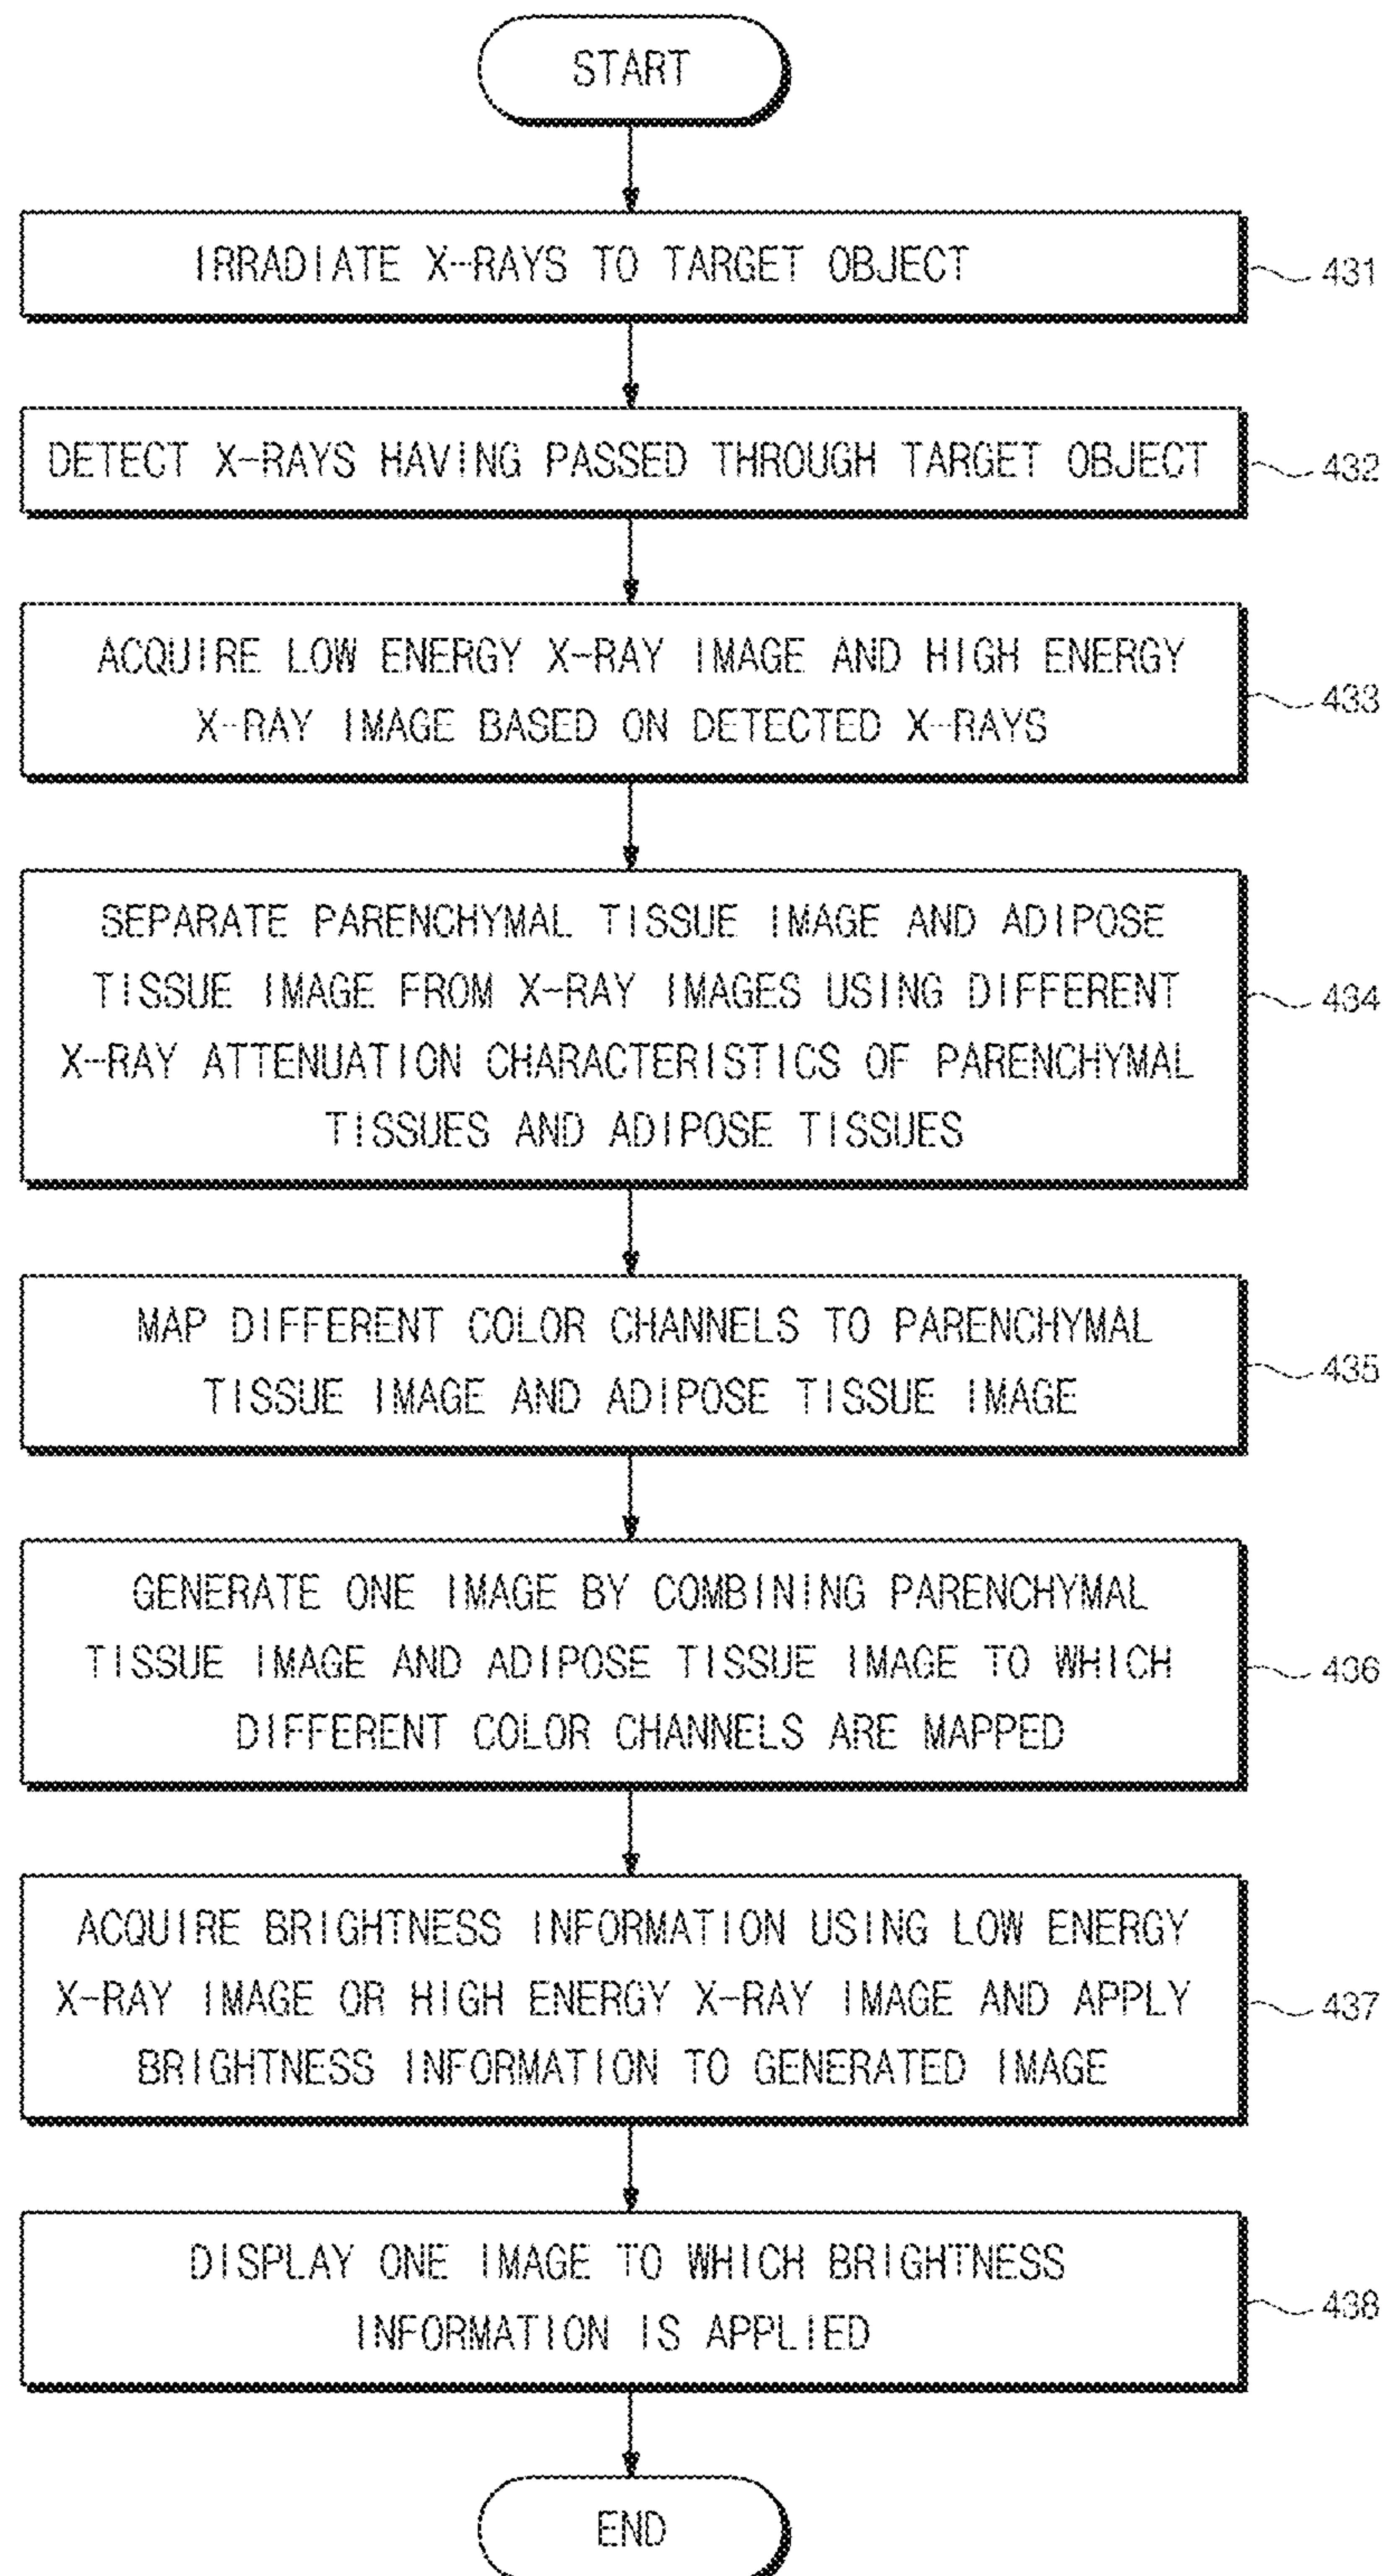 START
IRRADIATE X-RAYS TO TARGET OBJECT
431
DETECT X-RAYS HAVING PASSED THROUGH TARGET OBJECT
432
ACQUIRE LOW ENERGY X-RAY IMAGE AND HIGH ENERGY
X-RAY IMAGE BASED ON DETECTED X-RAYS
433
SEPARATE PARENCHYMAL TISSUE IMAGE AND ADIPOSE
TISSUE IMAGE FROM X-RAY IMAGES USING DIFFERENT
X-RAY ATTENUATION CHARACTERISTICS OF PARENCHYMAL
TISSUES AND ADIPOSE TISSUES
434
MAP DIFFERENT COLOR CHANNELS TO PARENCHYMAL
TISSUE IMAGE AND ADIPOSE TISSUE IMAGE
435
GENERATE ONE IMAGE BY COMBINING PARENCHYMAL
TISSUE IMAGE AND ADIPOSE TISSUE IMAGE TO WHICH
DIFFERENT COLOR CHANNELS ARE MAPPED
436
ACQUIRE BRIGHTNESS INFORMATION USING LOW ENERGY
X-RAY IMAGE OR HIGH ENERGY X-RAY IMAGE AND APPLY
BRIGHTNESS INFORMATION TO GENERATED IMAGE
437
DISPLAY ONE IMAGE TO WHICH BRIGHTNESS
INFORMATION IS APPLIED
438
END